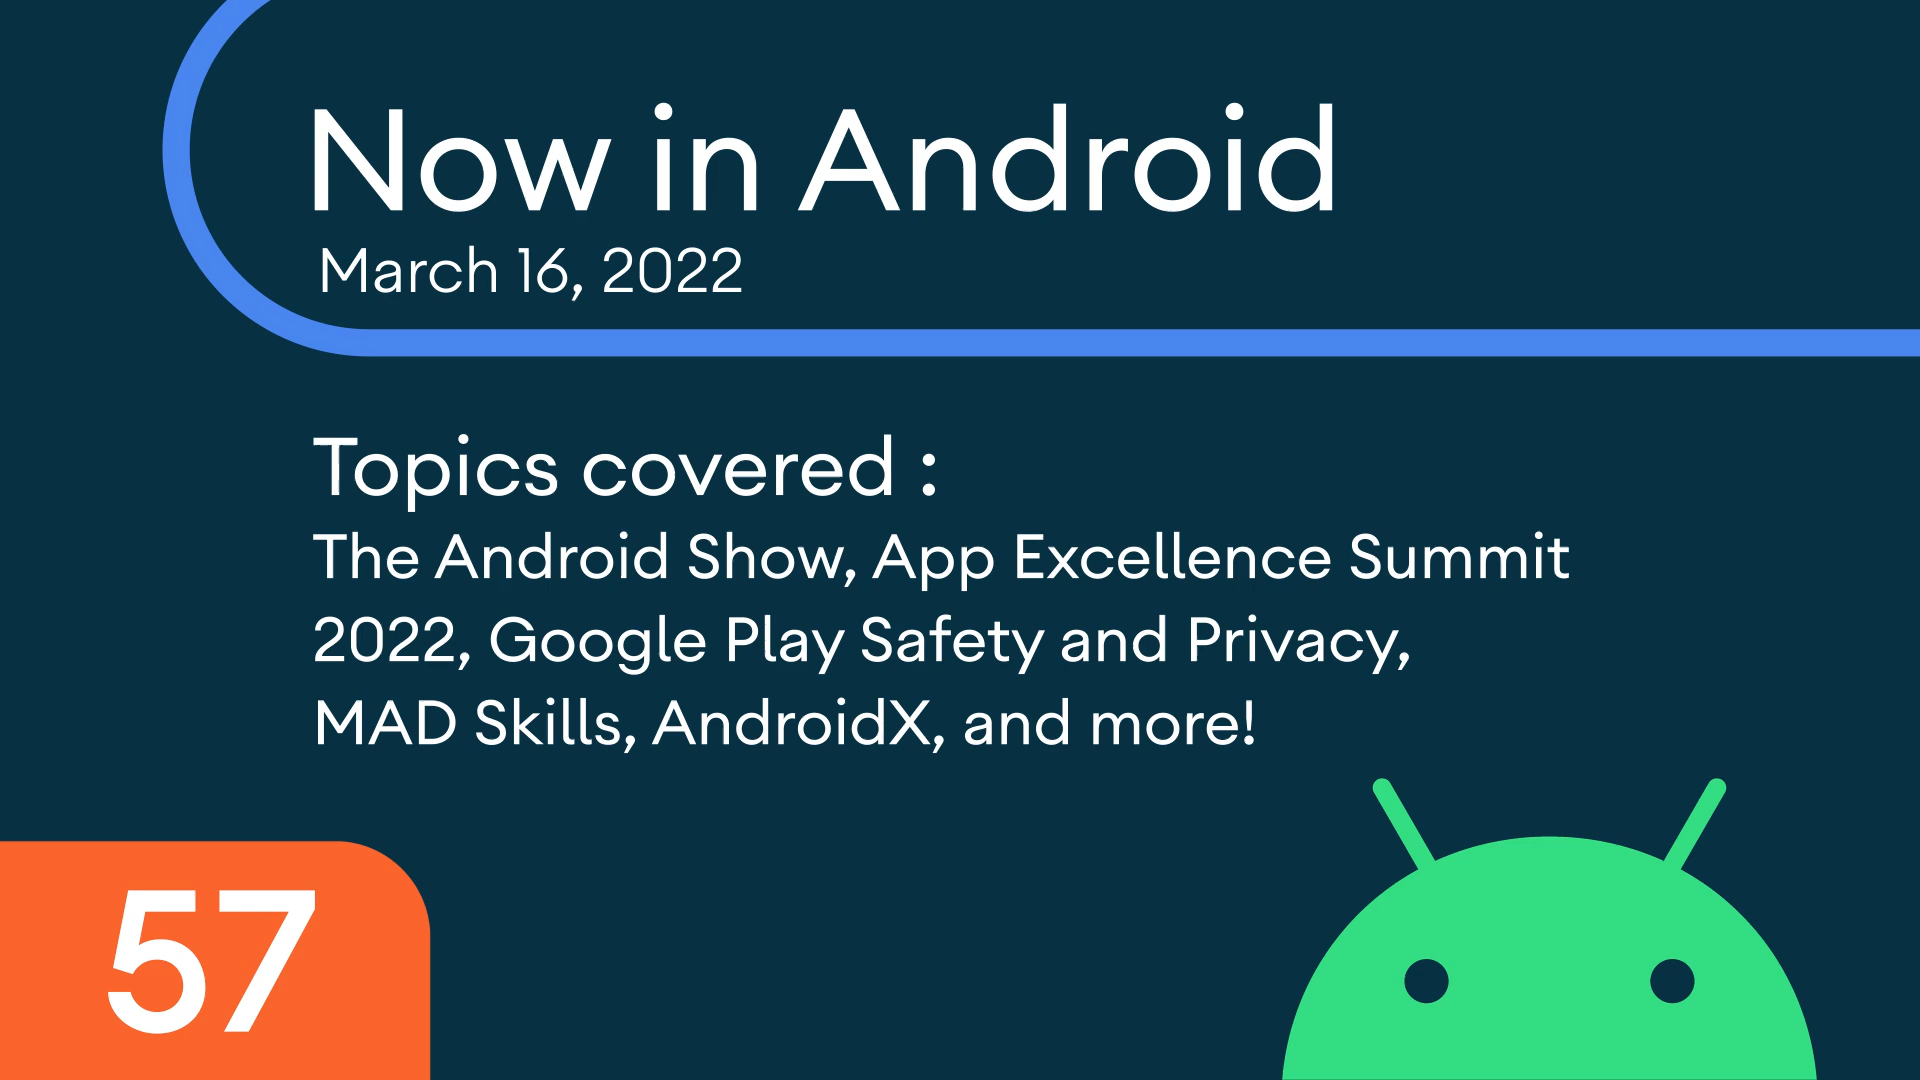 Now in Android
March 16, 2022
Topics covered :
The Android Show, App Excellence Summit
2022, Google Play Safety and Privacy,
MAD Skills, AndroidX, and more!
57